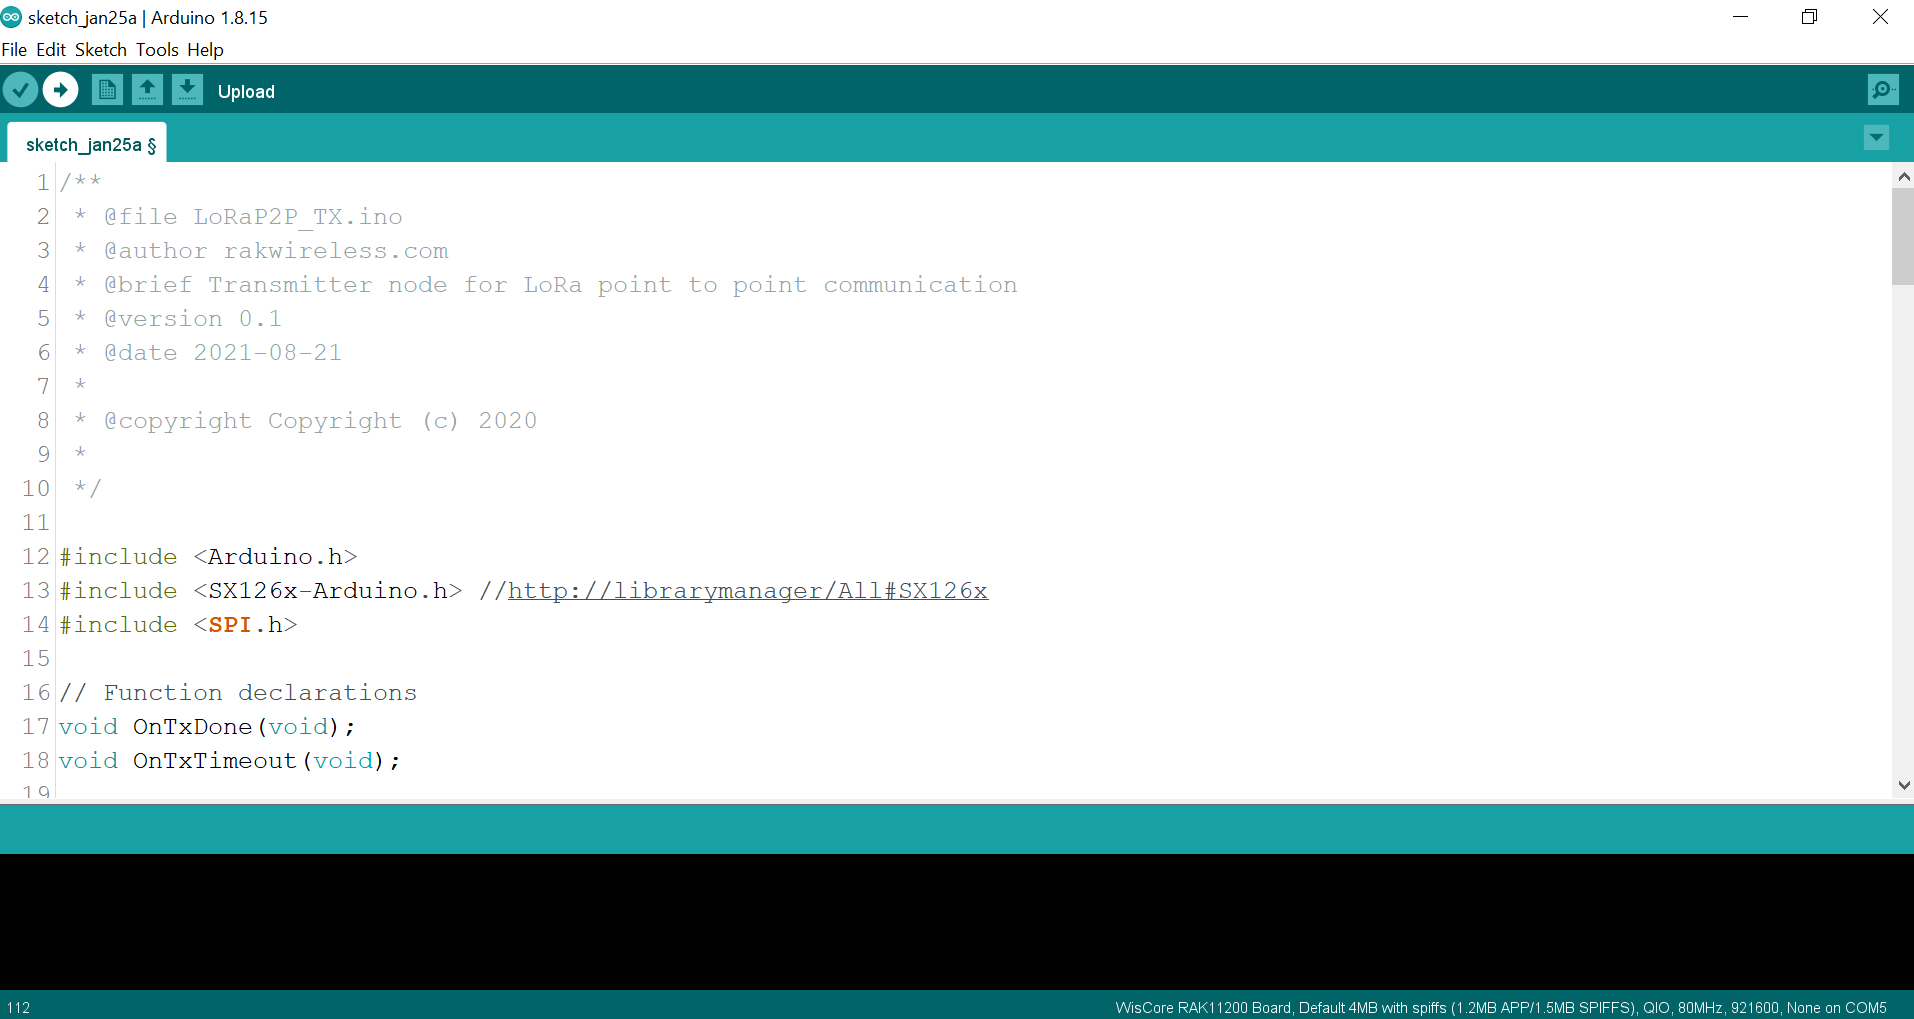 sketch_jan25a | Arduino 1.8.15
File Edit Sketch Tools Help
Upload
sketch_jan25a §
1 /**
2  * @file LoRaP2P_TX.ino
3  * @author rakwireless.com
4  * @brief Transmitter node for LoRa point to point communication
5  * @version 0.1
6  * @date 2021-08-21
7  *
8  * @copyright Copyright (c) 2020
9  *
10  */
11
12 #include <Arduino.h>
13 #include <SX126x-Arduino.h> //http://librarymanager/All#SX126x
14 #include <SPI.h>
15
16 // Function declarations
17 void OnTxDone(void);
18 void OnTxTimeout(void);
19
112
WisCore RAK11200 Board, Default 4MB with spiffs (1.2MB APP/1.5MB SPIFFS), QIO, 80MHz, 921600, None on COM5